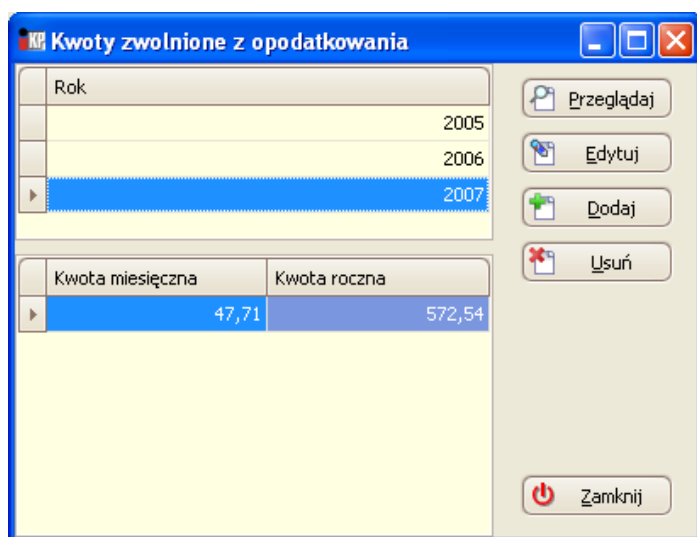 KP Kwoty zwolnione z opodatkowania
Rok
2005
2006
2007
Kwota miesięczna Kwota roczna
47,71 572,54
Przeglądaj
Edytuj
Dodaj
Usuń
Zamknij